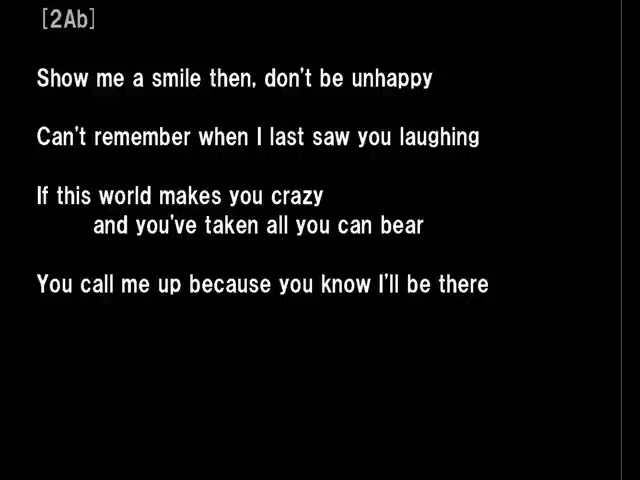 [2Ab]
Show me a smile then, don't be unhappy
Can't remember when I last saw you laughing
If this world makes you crazy
and you've taken all you can bear
You call me up because you know I'll be there